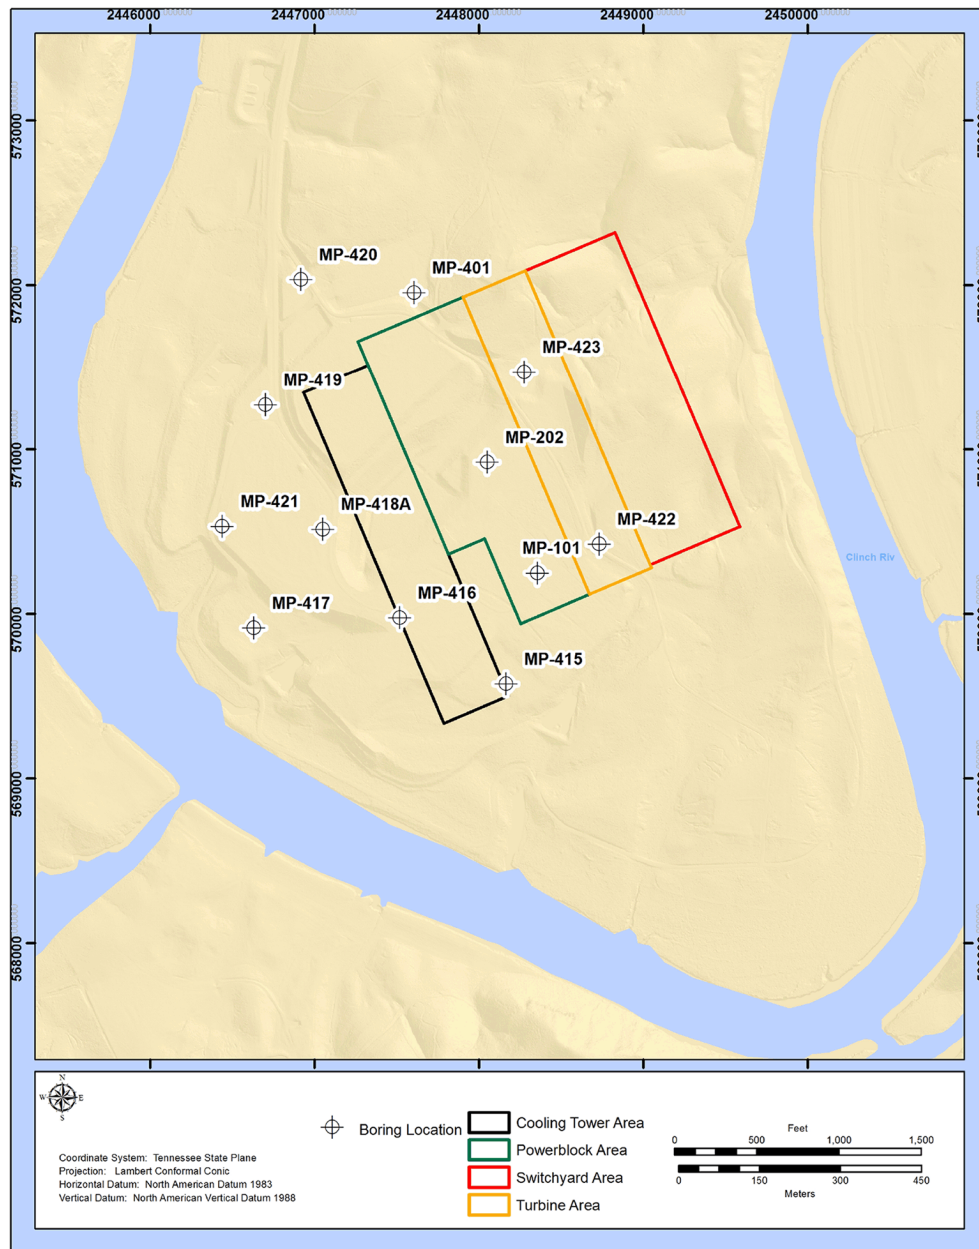 2446000 2447000 2448000 2449000 2450000
573000
MP-420
MP-401
572000
MP-423
MP-419
MP-202
571000
MP-421
MP-418A
MP-422
MP-101
Clinch Riv
MP-416
MP-417
570000
MP-415
569000
568000
N
W E
S
Boring Location
Cooling Tower Area
Powerblock Area
Switchyard Area
Turbine Area
Feet
0 500 1,000 1,500
0 150 300 450
Meters
Coordinate System: Tennessee State Plane
Projection: Lambert Conformal Conic
Horizontal Datum: North American Datum 1983
Vertical Datum: North American Vertical Datum 1988